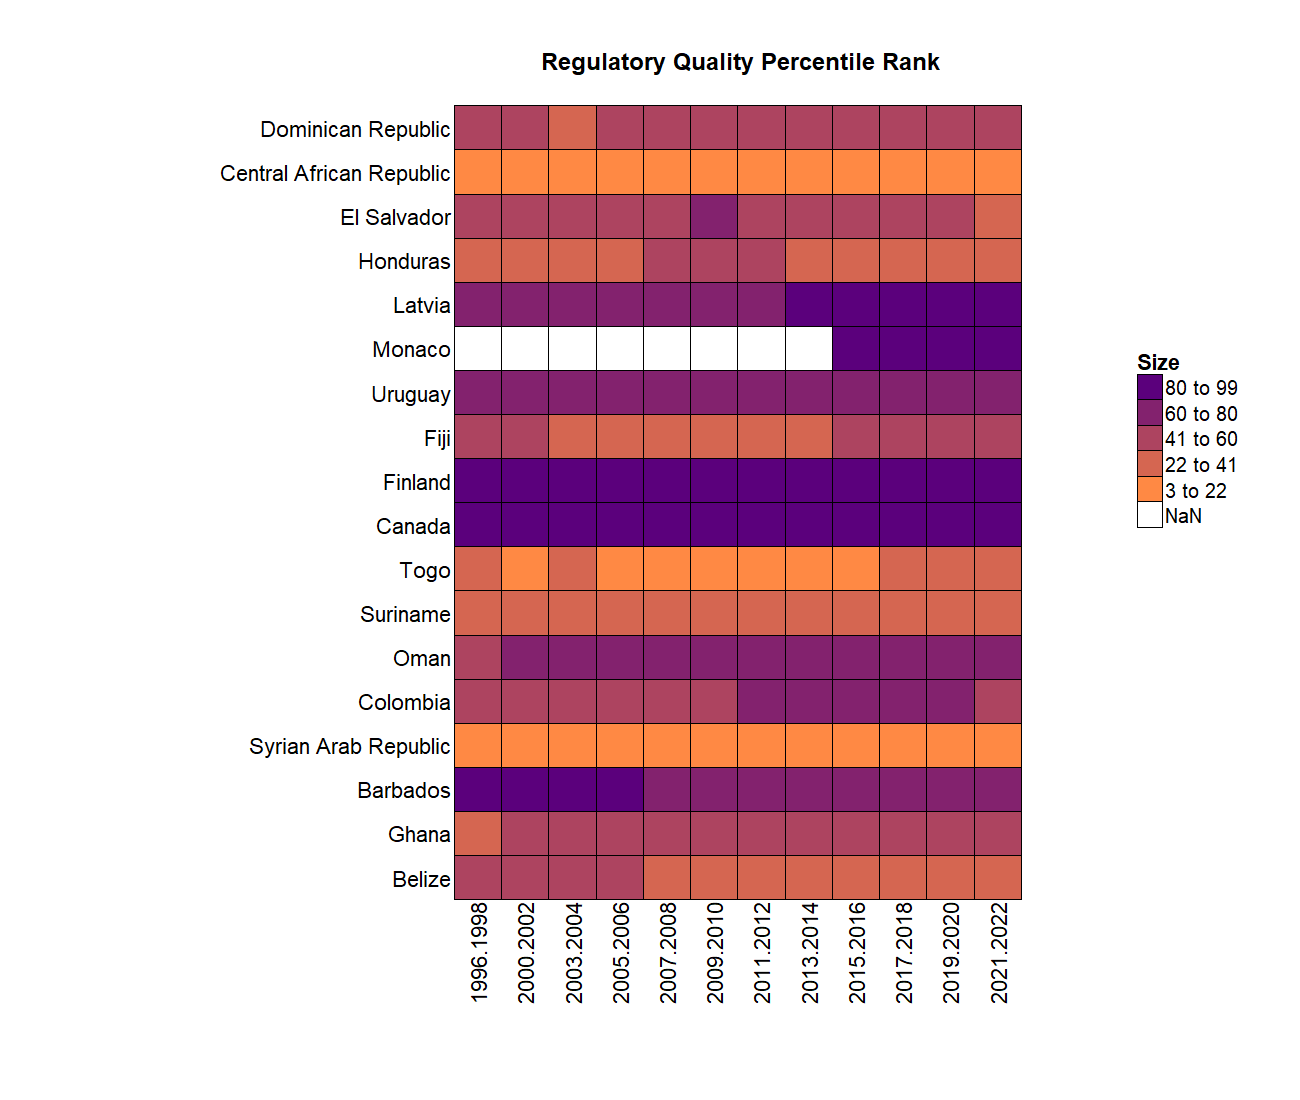 Regulatory Quality Percentile Rank
Dominican Republic
Central African Republic
El Salvador
Honduras
Latvia
Monaco
Uruguay
Fiji
Finland
Canada
Togo
Suriname
Oman
Colombia
Syrian Arab Republic
Barbados
Ghana
Belize
1996.1998
2000.2002
2003.2004
2005.2006
2007.2008
2009.2010
2011.2012
2013.2014
2015.2016
2017.2018
2019.2020
2021.2022
Size
80 to 99
60 to 80
41 to 60
22 to 41
3 to 22
NaN